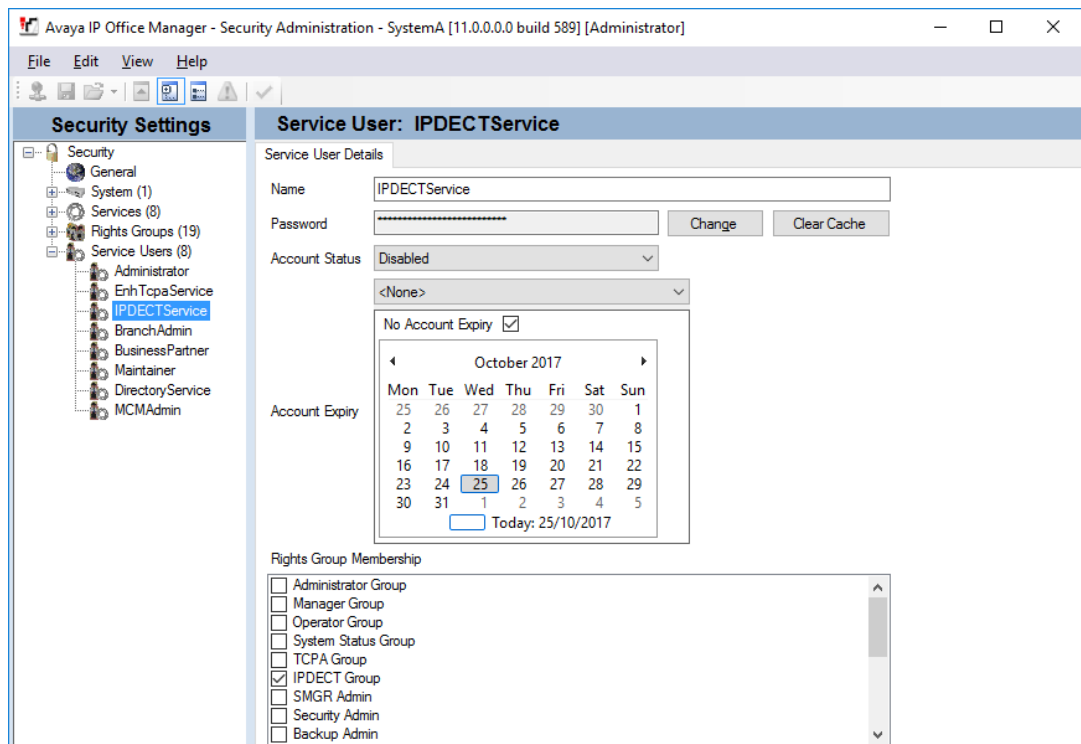 Avaya IP Office Manager - Security Administration - SystemA [11.0.0.0.0 build 589] [Administrator]
File Edit View Help
Security Settings
Security
General
System (1)
Services (8)
Rights Groups (19)
Service Users (8)
Administrator
EnhTcpaService
IPDECTService
BranchAdmin
BusinessPartner
Maintainer
DirectoryService
MCMAdmin
Service User: IPDECTService
Service User Details
Name IPDECTService
Password *************************** Change Clear Cache
Account Status Disabled
<None>
No Account Expiry
Account Expiry
October 2017
Mon Tue Wed Thu Fri Sat Sun
25 26 27 28 29 30 1
2 3 4 5 6 7 8
9 10 11 12 13 14 15
16 17 18 19 20 21 22
23 24 25 26 27 28 29
30 31 1 2 3 4 5
Today: 25/10/2017
Rights Group Membership
Administrator Group
Manager Group
Operator Group
System Status Group
TCPA Group
IPDECT Group
SMGR Admin
Security Admin
Backup Admin